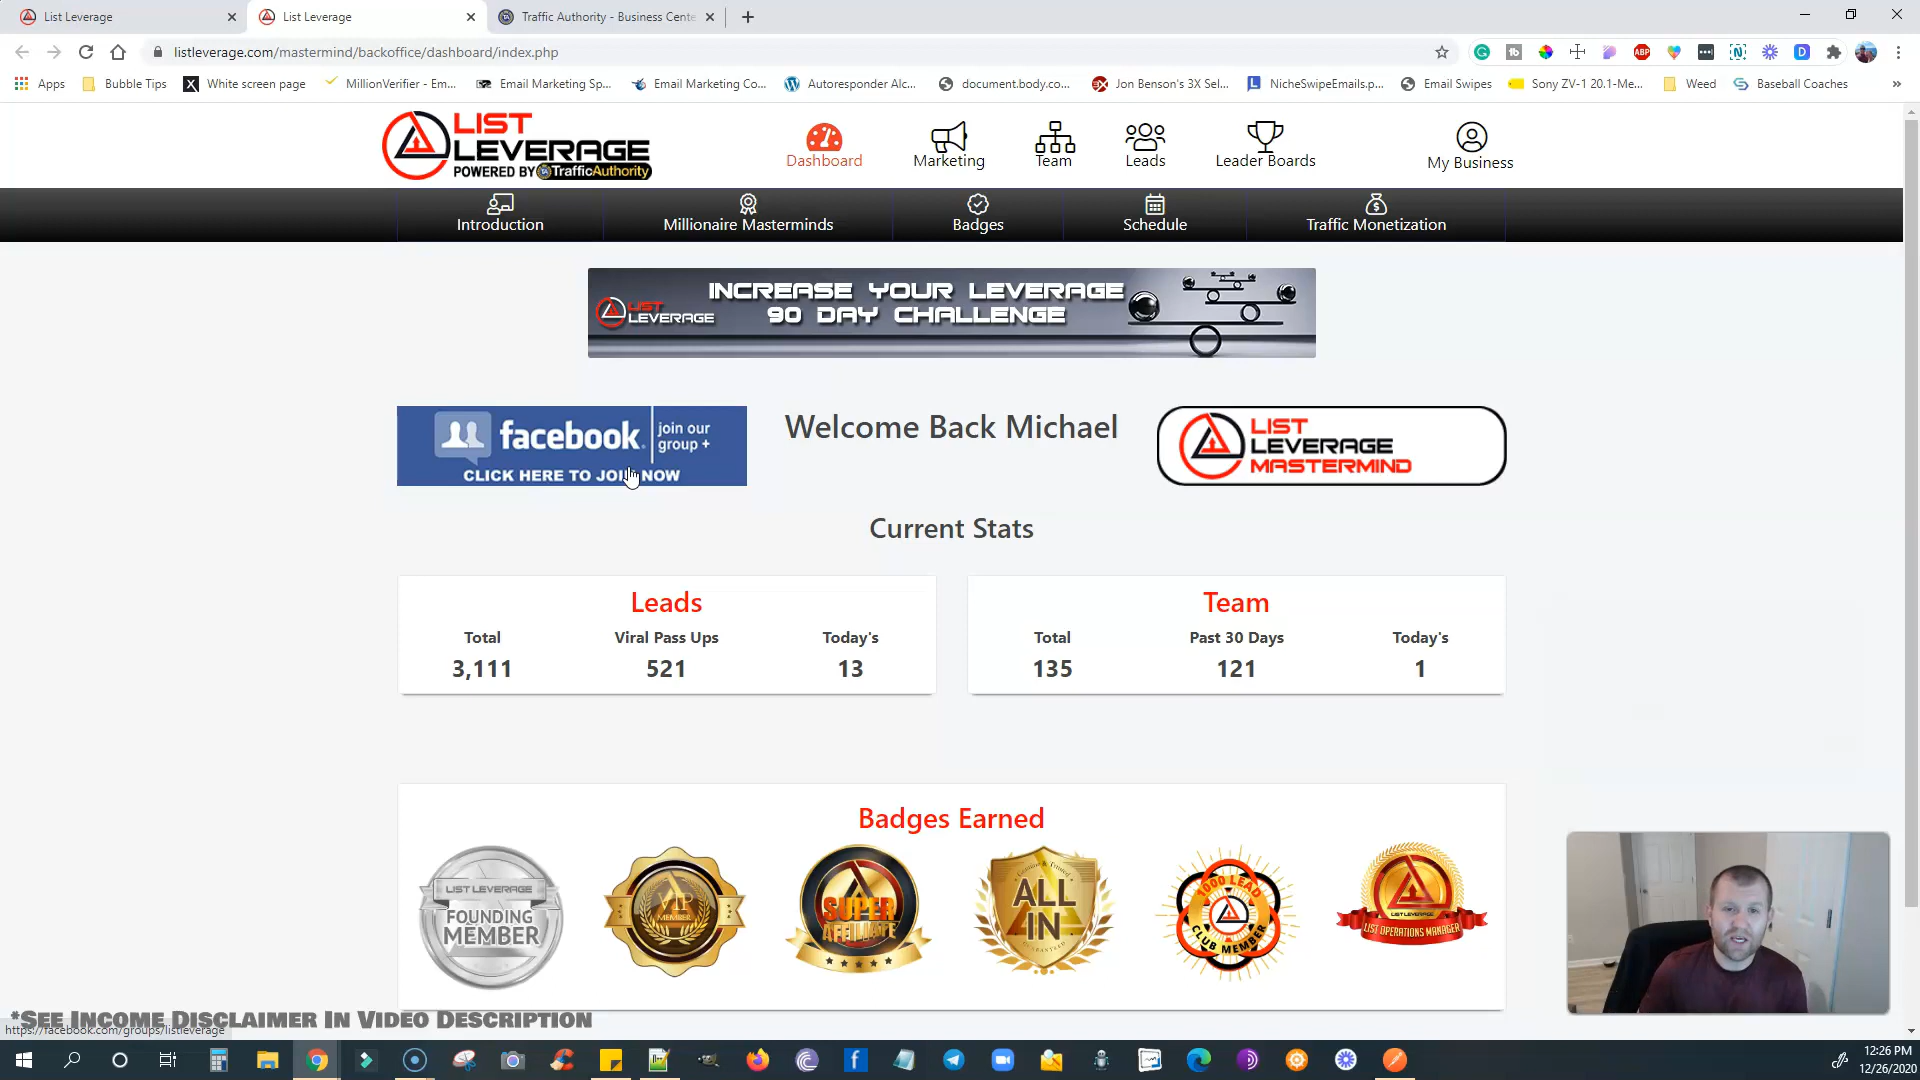 List Leverage
List Leverage
Traffic Authority - Business Cente
listleverage.com/mastermind/backoffice/dashboard/index.php
Apps
Bubble Tips
White screen page
MillionVerifier - Em...
Email Marketing Sp...
Email Marketing Co...
Autoresponder Alc...
document.body.co...
Jon Benson's 3X Sel...
NicheSwipeEmails.p...
Email Swipes
Sony ZV-1 20.1-Me...
Weed
Baseball Coaches
LIST
LEVERAGE
POWERED BY TrafficAuthority
Dashboard
Marketing
Team
Leads
Leader Boards
My Business
Introduction
Millionaire Masterminds
Badges
Schedule
Traffic Monetization
LIST
LEVERAGE
INCREASE YOUR LEVERAGE
90 DAY CHALLENGE
facebook.
join our
group +
CLICK HERE TO JOIN NOW
Welcome Back Michael
LIST
LEVERAGE
MASTERMIND
Current Stats
Leads
Total
Viral Pass Ups
Today's
3,111
521
13
Team
Total
Past 30 Days
Today's
135
121
1
Badges Earned
LIST LEVERAGE
FOUNDING
MEMBER
VIP
MEMBER
SUPER
AFFILIATE
ALL
IN
1000 LEAD
CLUB MEMBER
LIST LEVERAGE
LIST OPERATIONS MANAGER
*SEE INCOME DISCLAIMER IN VIDEO DESCRIPTION
https://facebook.com/groups/listleverage
12:26 PM
12/26/2020